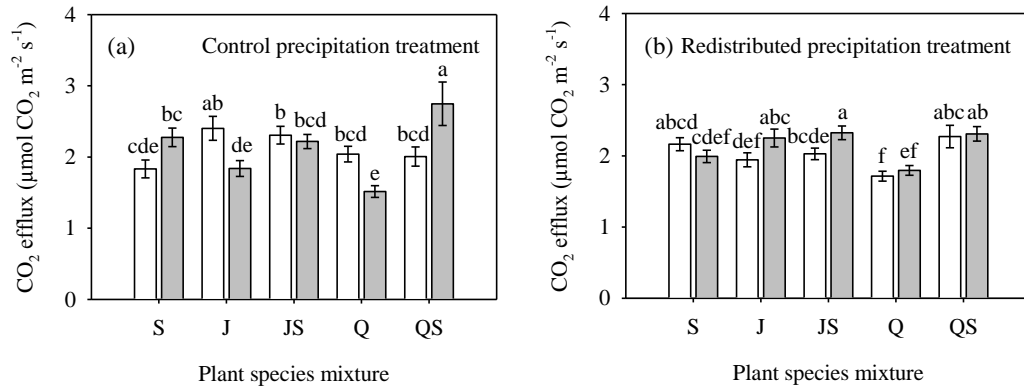 (a) Control precipitation treatment
CO₂ efflux (μmol CO₂ m⁻² s⁻¹)
4
3
2
1
0
cde bc ab de b bcd bcd e bcd a
S J JS Q QS
Plant species mixture
(b) Redistributed precipitation treatment
CO₂ efflux (μmol CO₂ m⁻² s⁻¹)
4
3
2
1
0
abcd cdef def abc bcde a f ef abc ab
S J JS Q QS
Plant species mixture